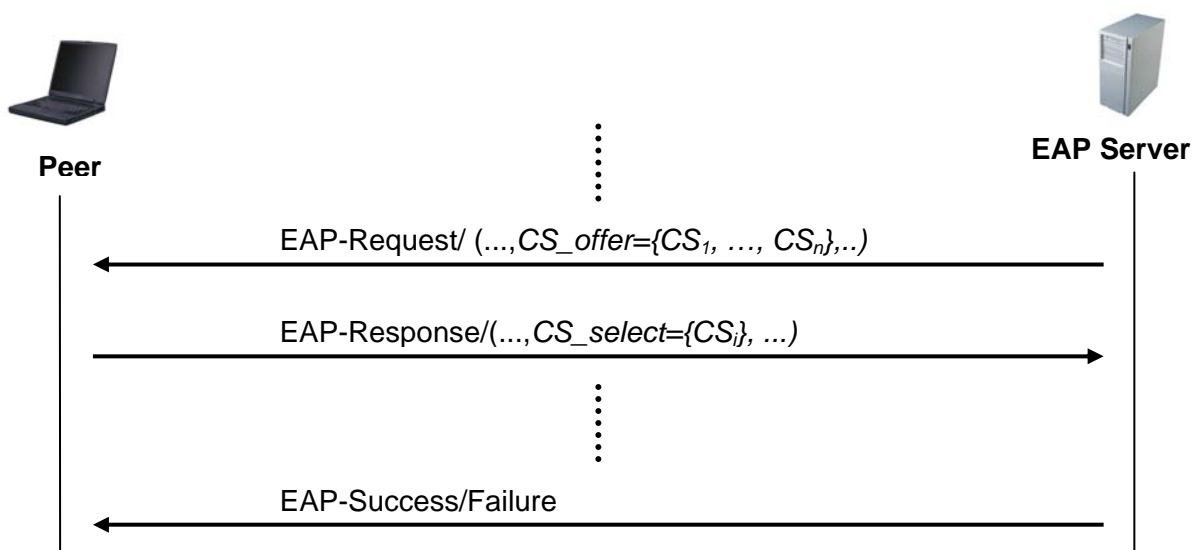 Peer
EAP Server
EAP-Request/ (...,CS_offer={CS₁, …, CSₙ},..)
EAP-Response/(...,CS_select={CSᵢ}, ...)
EAP-Success/Failure